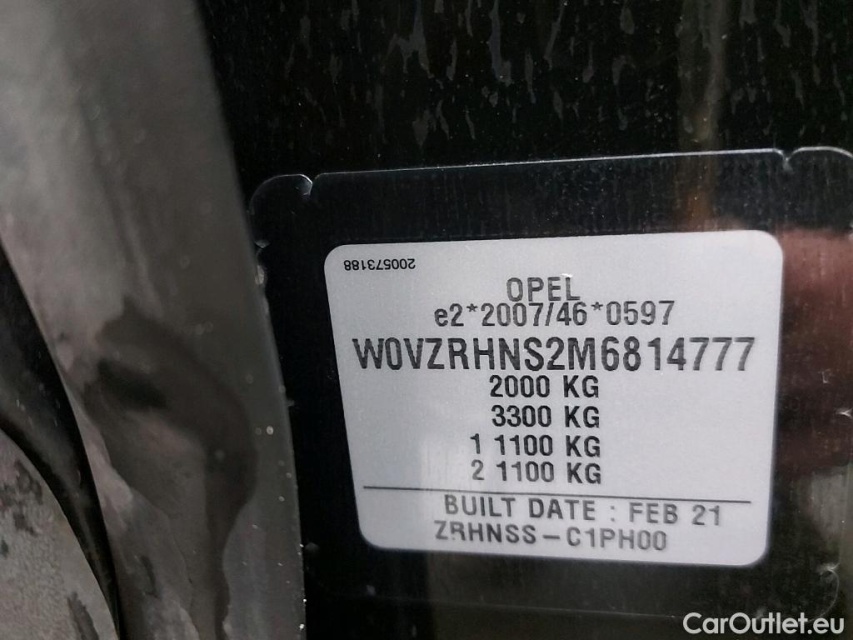 200573188
OPEL
e2*2007/46*0597
W0VZRHNS2M6814777
2000 KG
3300 KG
1 1100 KG
2 1100 KG
BUILT DATE : FEB 21
ZRHNSS-C1PH00
CarOutlet.eu